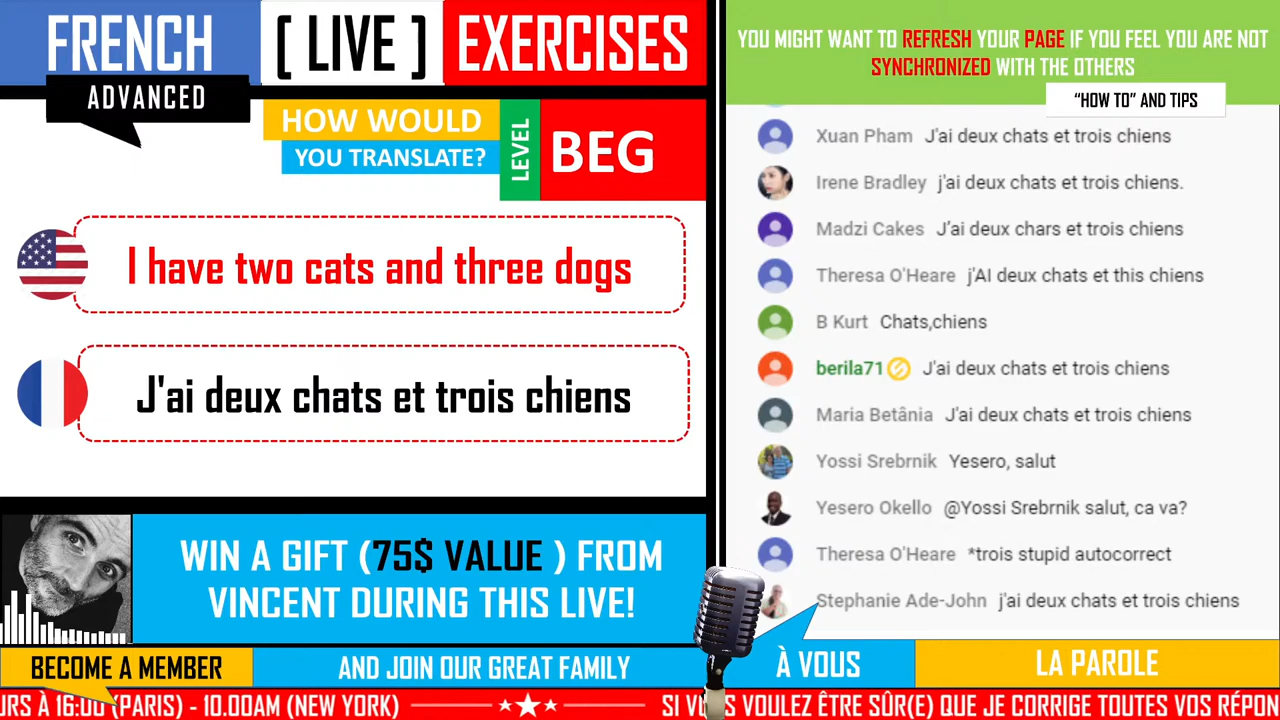 FRENCH [ LIVE ] EXERCISES
ADVANCED
HOW WOULD
YOU TRANSLATE?
LEVEL
BEG
I have two cats and three dogs
J'ai deux chats et trois chiens
WIN A GIFT (75$ VALUE ) FROM
VINCENT DURING THIS LIVE!
BECOME A MEMBER
AND JOIN OUR GREAT FAMILY
YOU MIGHT WANT TO REFRESH YOUR PAGE IF YOU FEEL YOU ARE NOT
SYNCHRONIZED WITH THE OTHERS
“HOW TO” AND TIPS
Xuan Pham J'ai deux chats et trois chiens
Irene Bradley j'ai deux chats et trois chiens.
Madzi Cakes J'ai deux chars et trois chiens
Theresa O'Heare j'AI deux chats et this chiens
B Kurt Chats,chiens
berila71 J'ai deux chats et trois chiens
Maria Betânia J'ai deux chats et trois chiens
Yossi Srebrnik Yesero, salut
Yesero Okello @Yossi Srebrnik salut, ca va?
Theresa O'Heare *trois stupid autocorrect
Stephanie Ade-John j'ai deux chats et trois chiens
À VOUS LA PAROLE
URS À 16:00 (PARIS) - 10.00AM (NEW YORK) SI VOUS VOULEZ ÊTRE SÛR(E) QUE JE CORRIGE TOUTES VOS RÉPON